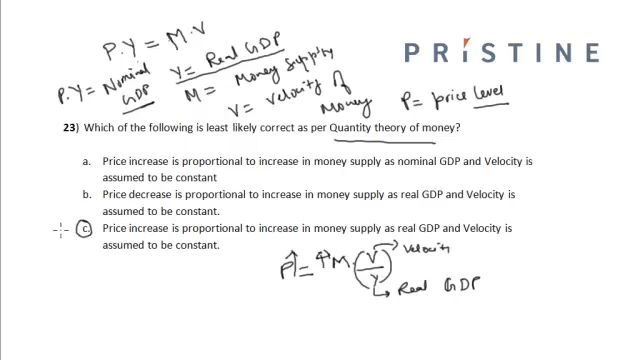 P.Y = M.V
PRISTINE
P.Y = Nominal GDP
Y = Real GDP
M = Money Supply
V = Velocity of Money
P = price level
23) Which of the following is least likely correct as per Quantity theory of money?
a. Price increase is proportional to increase in money supply as nominal GDP and Velocity is
assumed to be constant
b. Price decrease is proportional to increase in money supply as real GDP and Velocity is
assumed to be constant.
c. Price increase is proportional to increase in money supply as real GDP and Velocity is
assumed to be constant.
↑P = ↑M. (V/Y)
→ Velocity
→ Real GDP